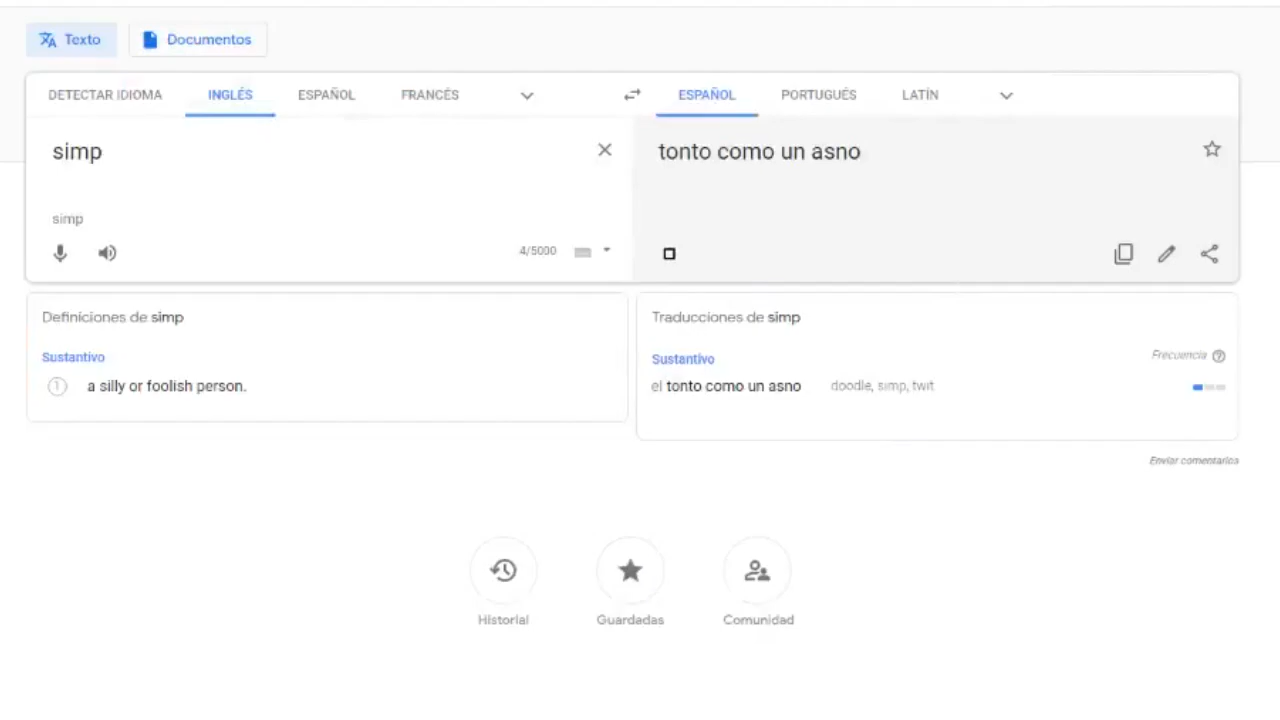 Texto Documentos
DETECTAR IDIOMA INGLÉS ESPAÑOL FRANCÉS ESPAÑOL PORTUGUÉS LATÍN
simp tonto como un asno
simp
4/5000
Definiciones de simp
Sustantivo
1 a silly or foolish person.
Traducciones de simp
Sustantivo Frecuencia
el tonto como un asno doodle, simp, twit
Enviar comentarios
Historial Guardadas Comunidad